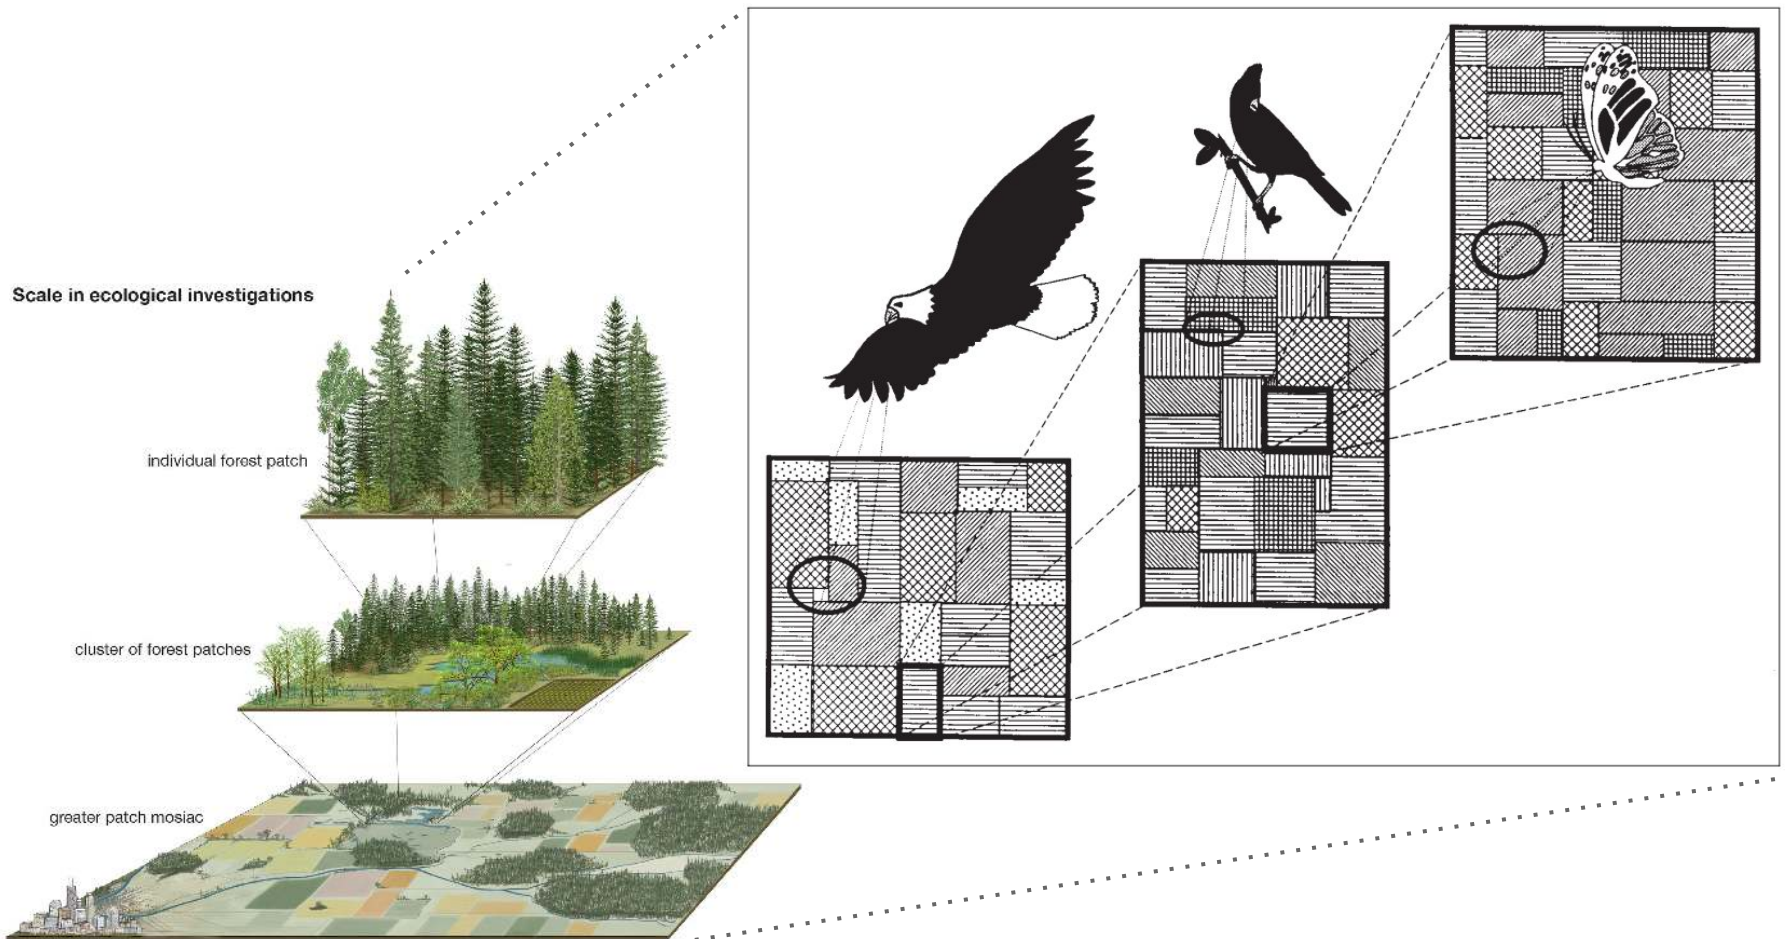 Scale in ecological investigations
individual forest patch
cluster of forest patches
greater patch mosiac